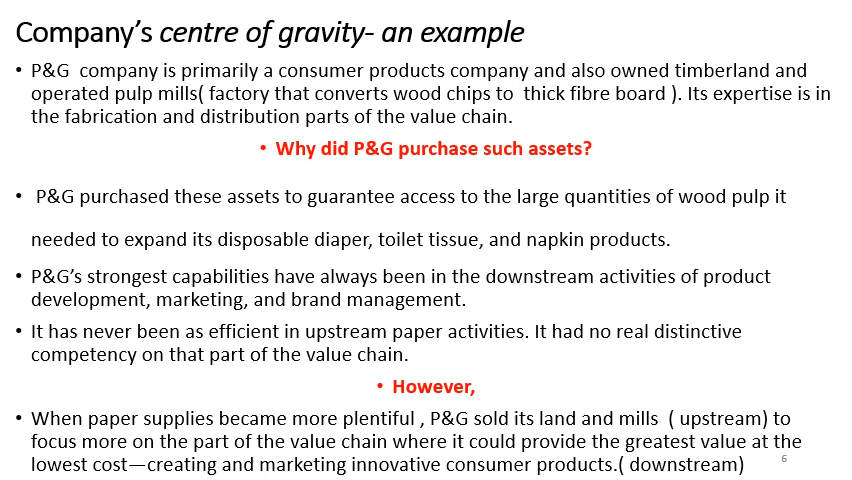 Company's centre of gravity- an example
• P&G company is primarily a consumer products company and also owned timberland and
operated pulp mills( factory that converts wood chips to thick fibre board ). Its expertise is in
the fabrication and distribution parts of the value chain.
• Why did P&G purchase such assets?
• P&G purchased these assets to guarantee access to the large quantities of wood pulp it
needed to expand its disposable diaper, toilet tissue, and napkin products.
• P&G's strongest capabilities have always been in the downstream activities of product
development, marketing, and brand management.
• It has never been as efficient in upstream paper activities. It had no real distinctive
competency on that part of the value chain.
• However,
• When paper supplies became more plentiful , P&G sold its land and mills ( upstream) to
focus more on the part of the value chain where it could provide the greatest value at the
lowest cost—creating and marketing innovative consumer products.( downstream)
6